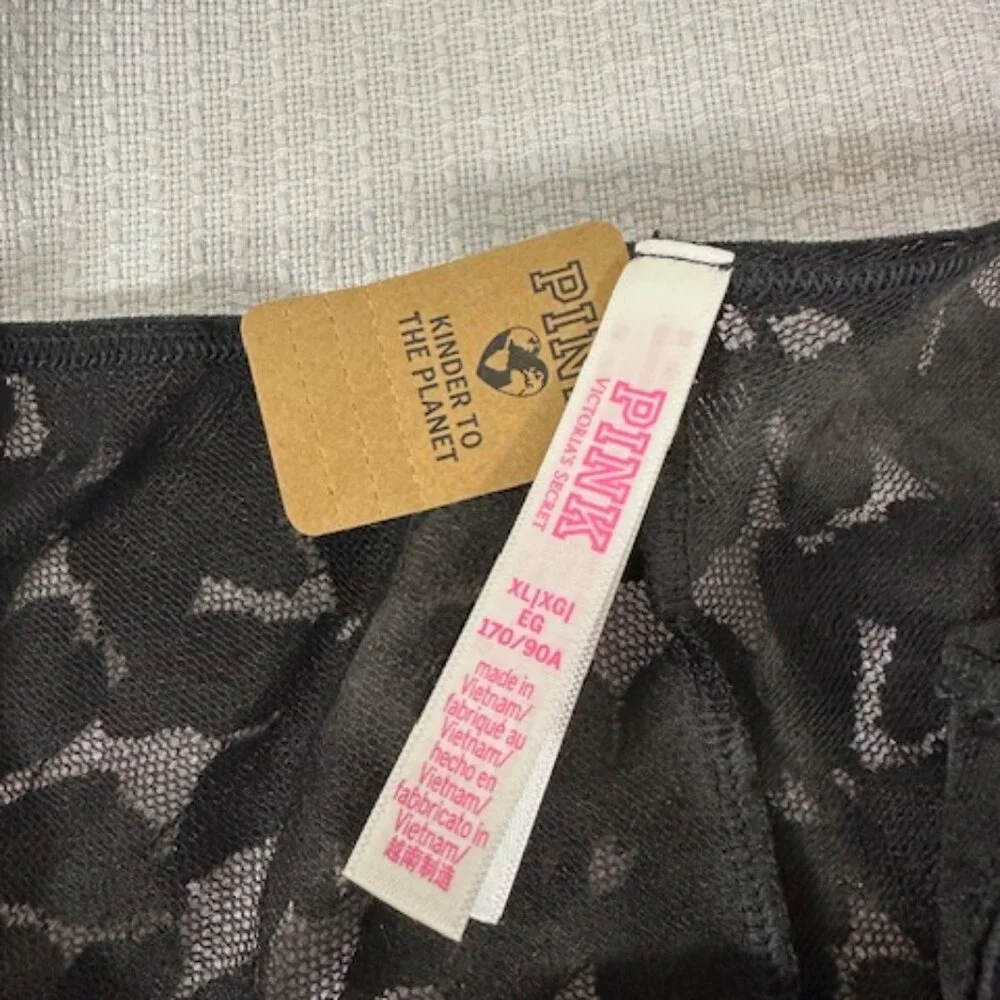 PINK
KINDER TO
THE PLANET
PINK
VICTORIA'S SECRET
XL|XG|
EG
170/90A
made in
Vietnam/
fabriqué au
Vietnam/
hecho en
Vietnam/
fabbricato in
Vietnam/
越南制造